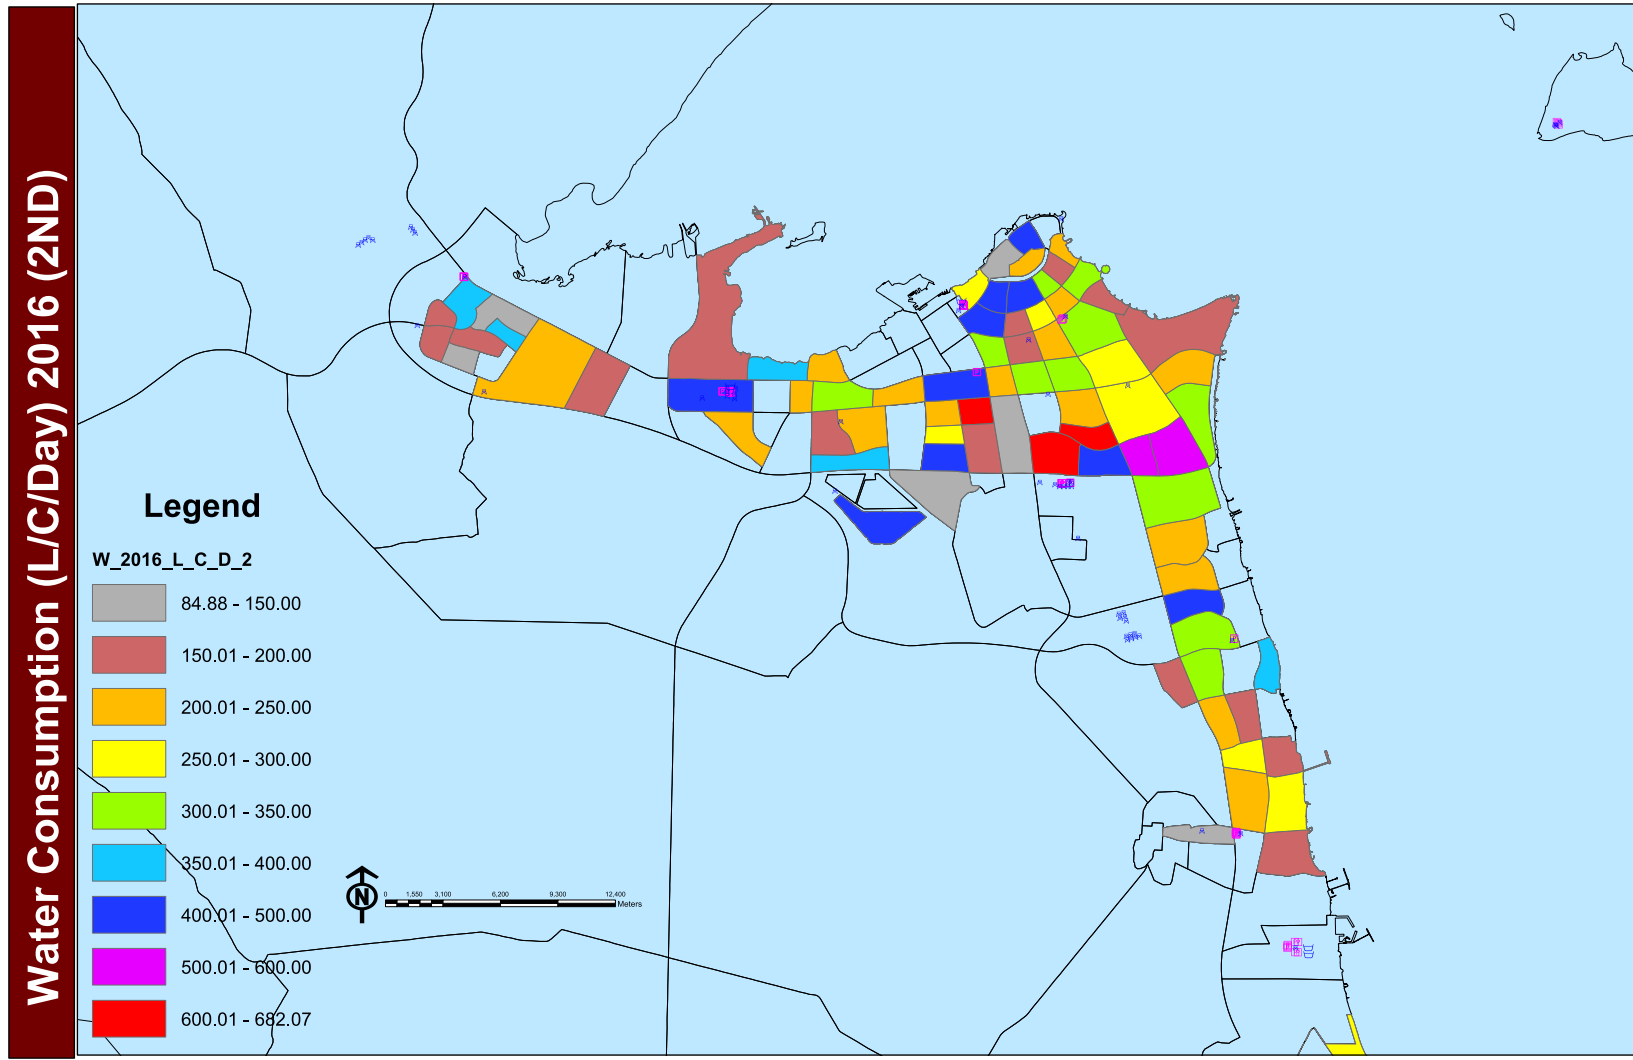 Water Consumption (L/C/Day) 2016 (2ND)
Legend
W_2016_L_C_D_2
84.88 - 150.00
150.01 - 200.00
200.01 - 250.00
250.01 - 300.00
300.01 - 350.00
350.01 - 400.00
400.01 - 500.00
500.01 - 600.00
600.01 - 682.07
N
0 1,550 3,100 6,200 9,300 12,400
Meters